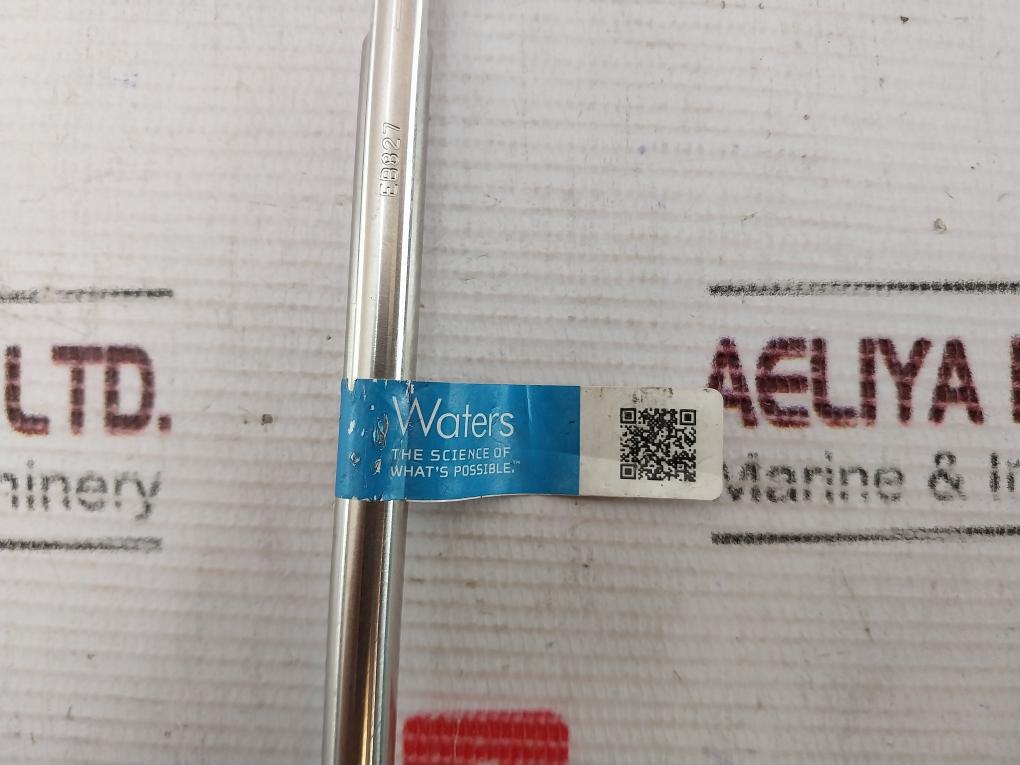 EB827
LTD.
AELIYA
Waters
THE SCIENCE OF
WHAT'S POSSIBLE.™
hinery
Marine & In